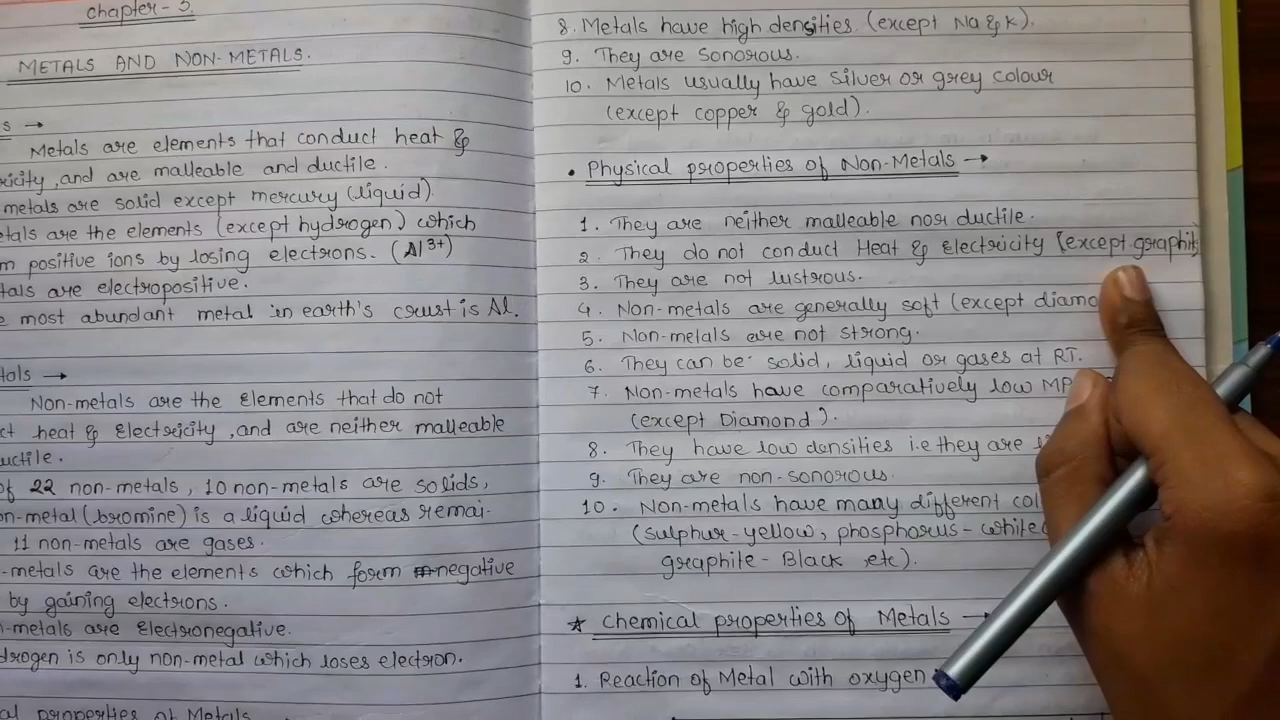 chapter - 3.
METALS AND NON-METALS.
Metals are elements that conduct heat &
, and are malleable and ductile.
metals are solid except mercury (liquid)
are the elements (except hydrogen) which
positive ions by losing electrons. (Al³⁺)
are electropositive.
most abundant metal in earth's crust is Al.
→
Non-metals are the Elements that do not
heat & Electricity, and are neither malleable
of 22 non-metals, 10 non-metals are solids,
(bromine) is a liquid whereas remai-
11 non-metals are gases.
-metals are the elements which form negative
by gaining electrons.
-metals are Electronegative.
is only non-metal which loses electron.
properties of Metals
8. Metals have high densities (except Na & K).
9. They are Sonorous.
10. Metals usually have silver or grey colour
(except copper & gold).
• Physical properties of Non-Metals →
1. They are neither malleable nor ductile.
2. They do not conduct Heat & Electricity [except graphit
3. They are not lustrous.
4. Non-metals are generally soft (except diamo
5. Non-metals are not strong.
6. They can be solid, liquid or gases at RT.
7. Non-metals have comparatively low MP
(except Diamond).
8. They have low densities i.e they are
9. They are non-sonorous.
10. Non-metals have many different col
(sulphur-yellow, phosphorus-white
graphite - Black, etc).
* Chemical properties of Metals →
1. Reaction of Metal with oxygen